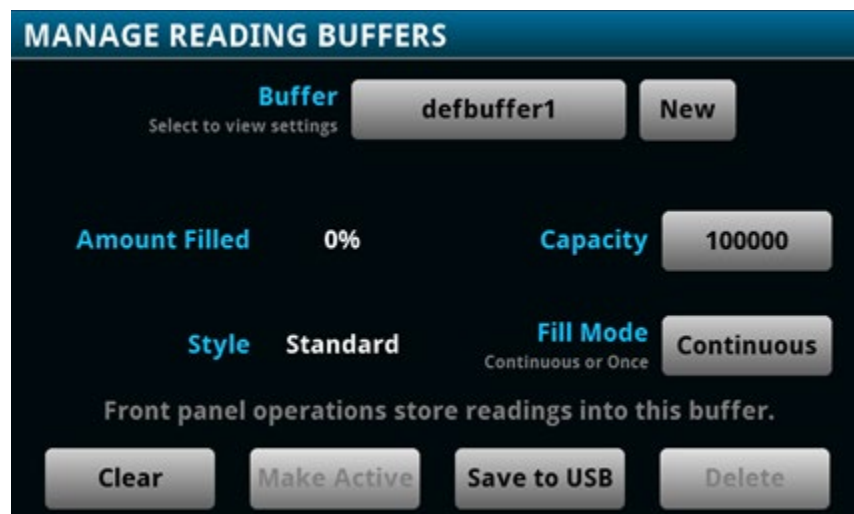 MANAGE READING BUFFERS
Buffer
Select to view settings
defbuffer1
New
Amount Filled
0%
Capacity
100000
Style
Standard
Fill Mode
Continuous or Once
Continuous
Front panel operations store readings into this buffer.
Clear
Make Active
Save to USB
Delete